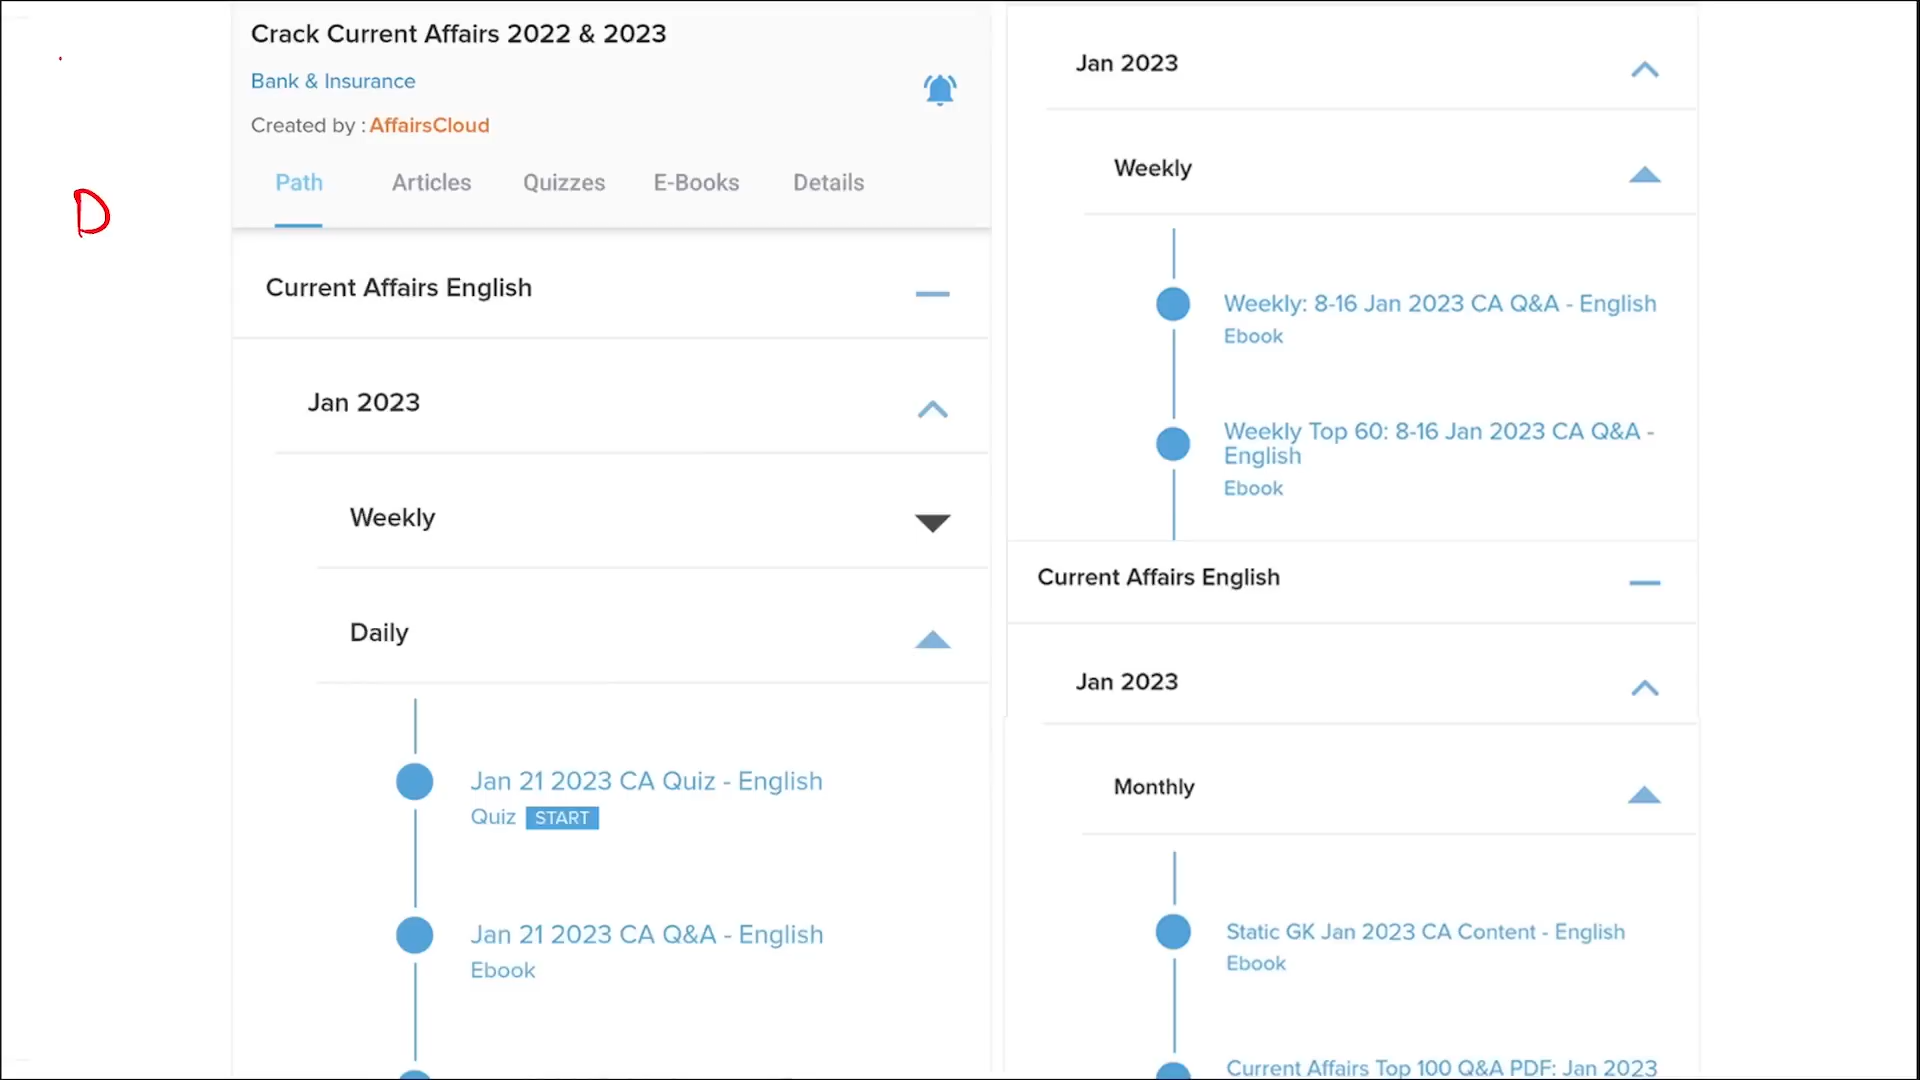 Crack Current Affairs 2022 & 2023
Bank & Insurance
Created by : AffairsCloud
Path Articles Quizzes E-Books Details
D
Current Affairs English
Jan 2023
Weekly
Daily
Jan 21 2023 CA Quiz - English
Quiz START
Jan 21 2023 CA Q&A - English
Ebook
Jan 2023
Weekly
Weekly: 8-16 Jan 2023 CA Q&A - English
Ebook
Weekly Top 60: 8-16 Jan 2023 CA Q&A -
English
Ebook
Current Affairs English
Jan 2023
Monthly
Static GK Jan 2023 CA Content - English
Ebook
Current Affairs Top 100 Q&A PDF: Jan 2023